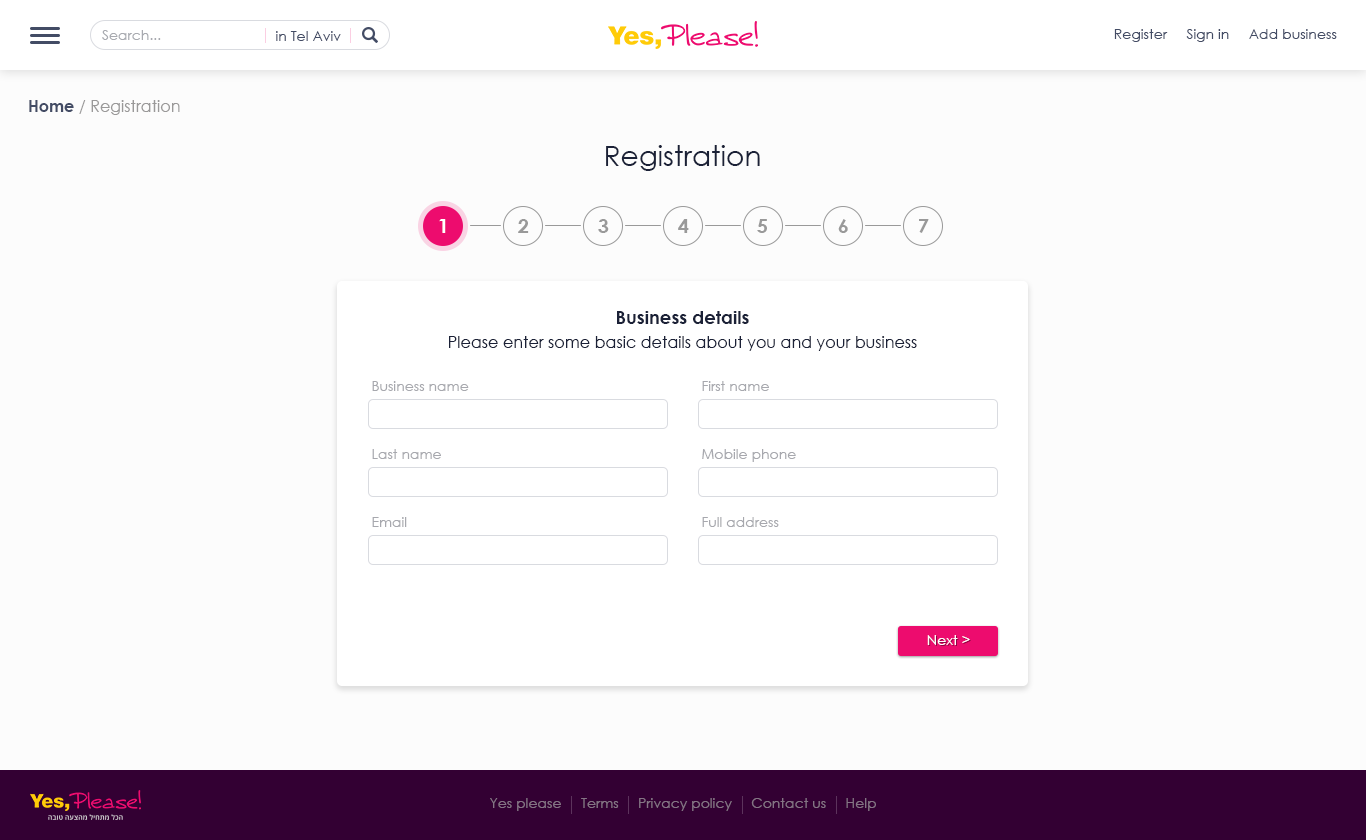 Search... in Tel Aviv
Yes, Please!
Register Sign in Add business
Home / Registration
Registration
1 2 3 4 5 6 7
Business details
Please enter some basic details about you and your business
Business name First name
Last name Mobile phone
Email Full address
Next >
Yes, Please!
הכל מתחיל מהצעה טובה
Yes please Terms Privacy policy Contact us Help